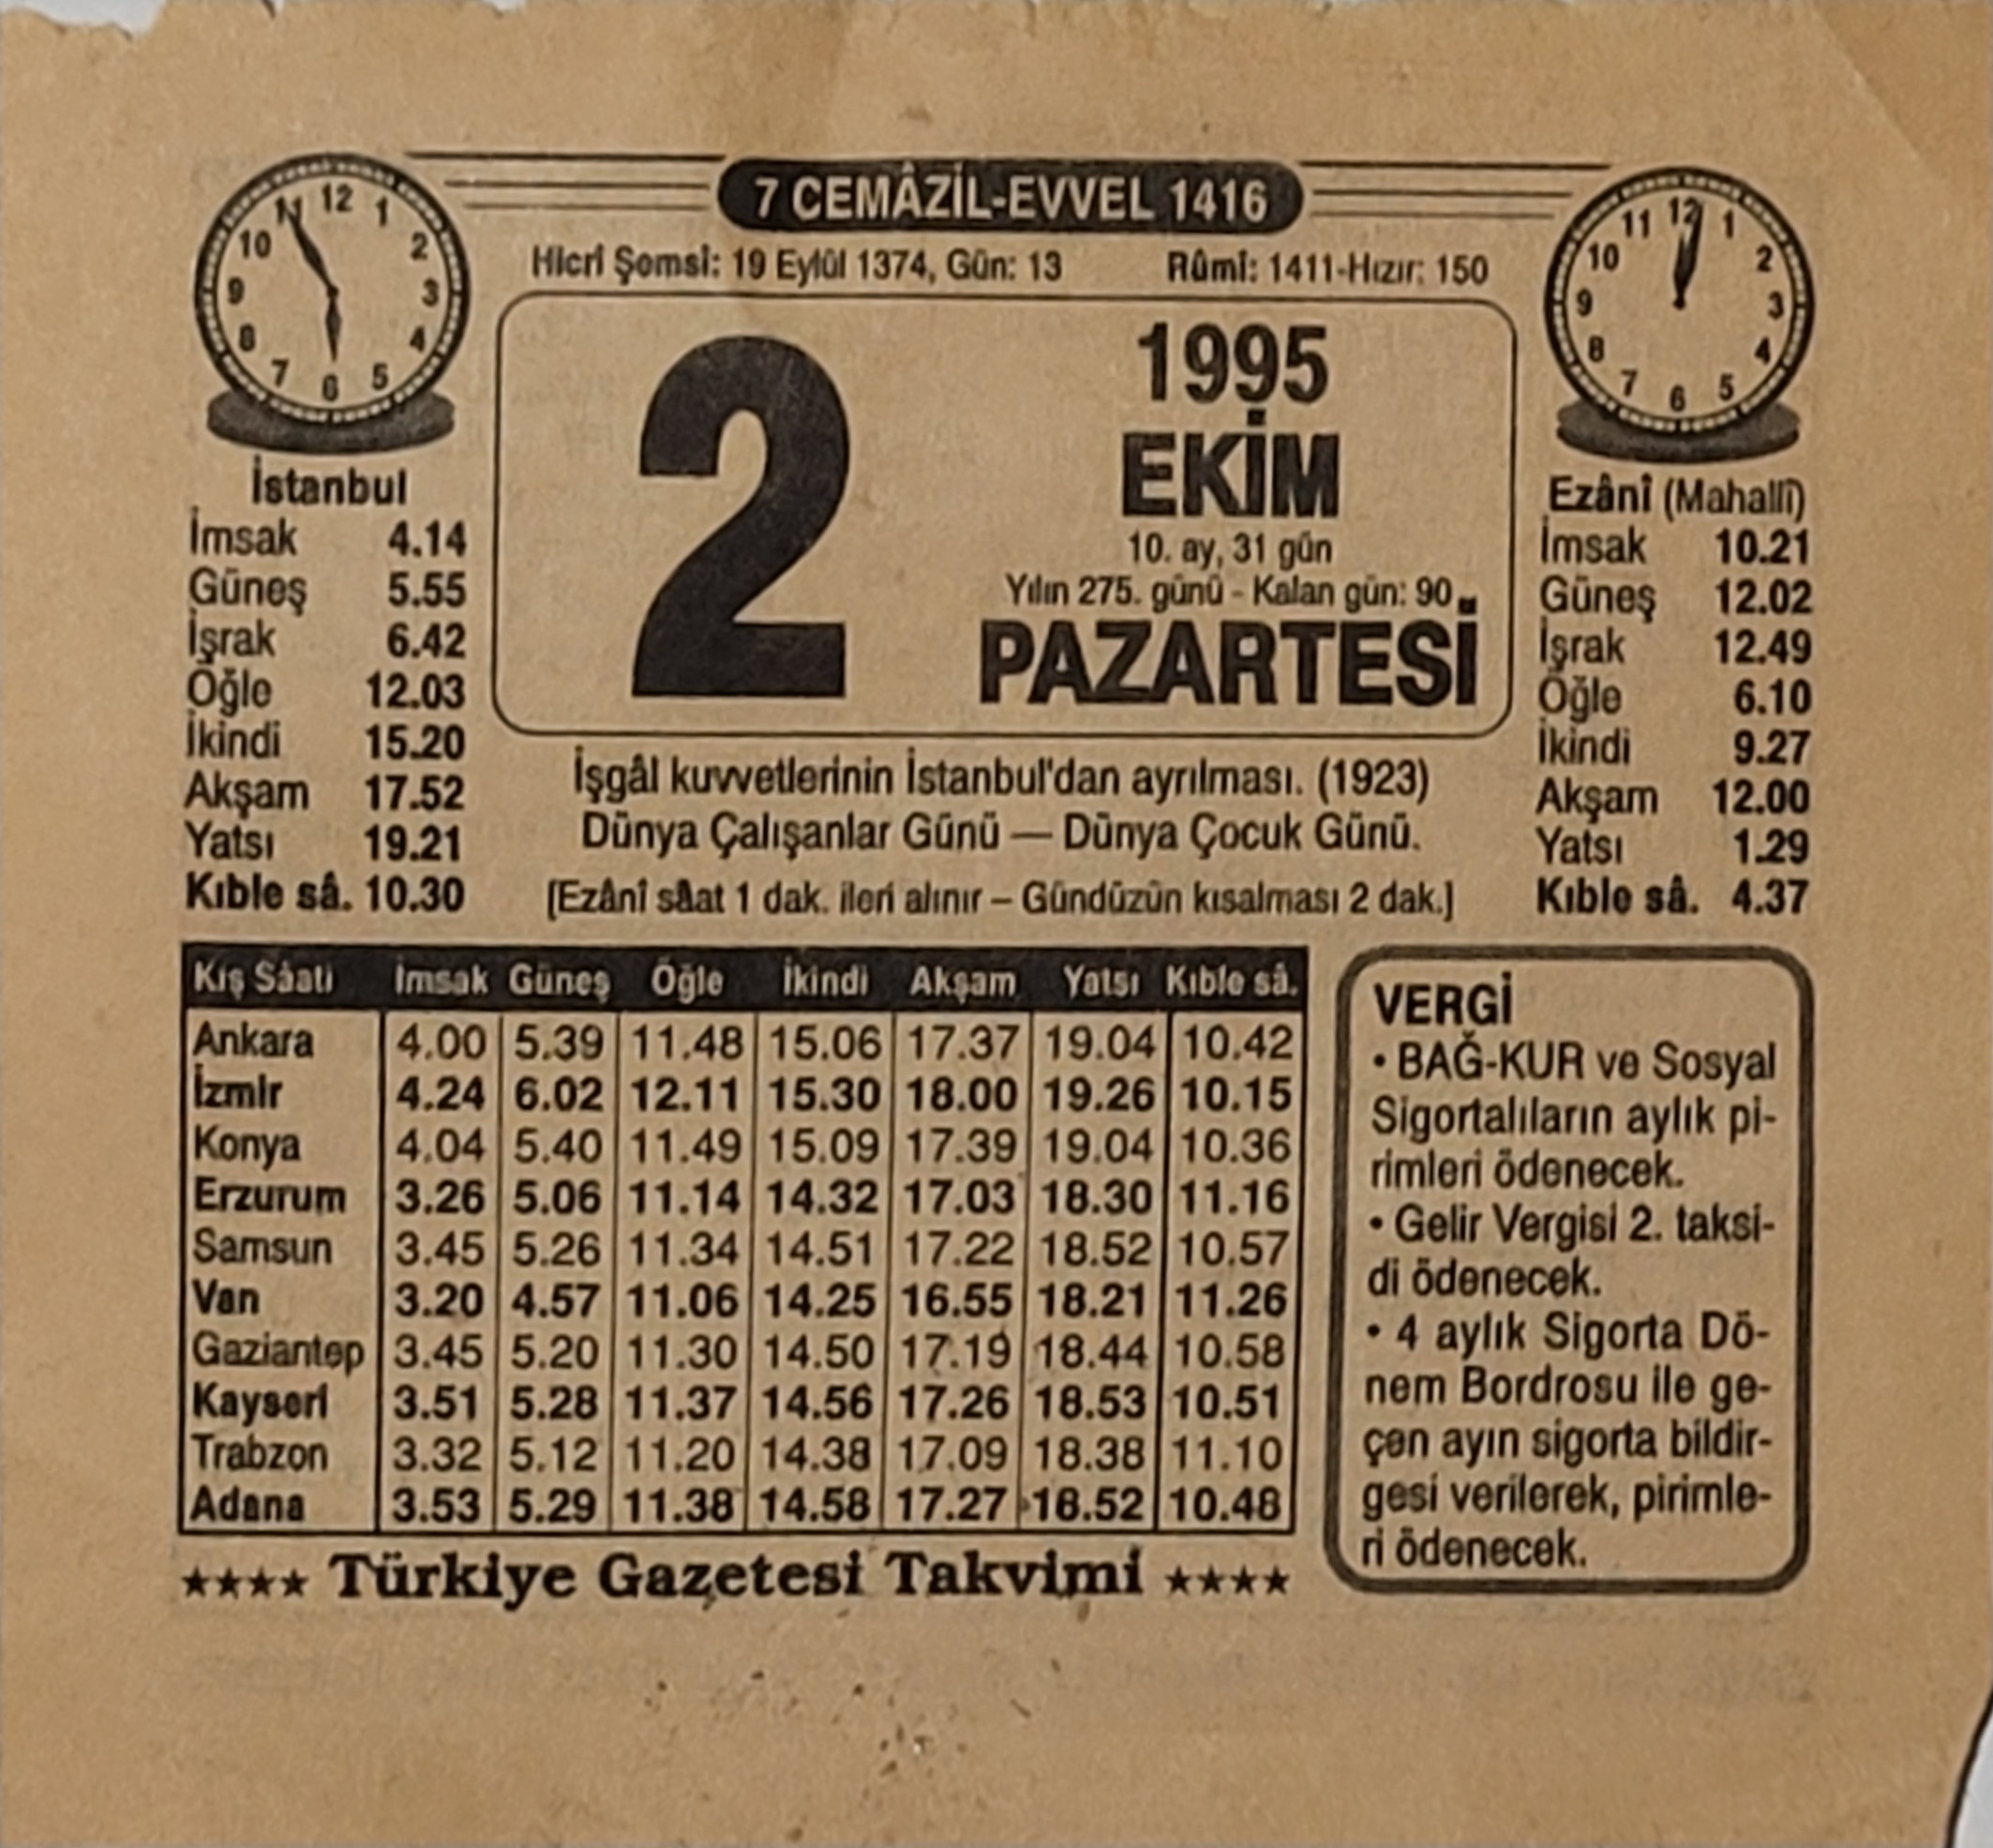 7 CEMÂZİL-EVVEL 1416
Hicrî Şemsî: 19 Eylûl 1374, Gün: 13 Rûmî: 1411-Hızır: 150
12 1 2 3 4 5 6 7 8 9 10 11
İstanbul
İmsak 4.14
Güneş 5.55
İşrak 6.42
Öğle 12.03
İkindi 15.20
Akşam 17.52
Yatsı 19.21
Kıble sâ. 10.30
2
1995
EKİM
10. ay, 31 gün
Yılın 275. günü - Kalan gün: 90
PAZARTESİ
İşgâl kuvvetlerinin İstanbul'dan ayrılması. (1923)
Dünya Çalışanlar Günü — Dünya Çocuk Günü.
[Ezânî sâat 1 dak. ileri alınır – Gündüzün kısalması 2 dak.]
12 1 2 3 4 5 6 7 8 9 10 11
Ezânî (Mahallî)
İmsak 10.21
Güneş 12.02
İşrak 12.49
Öğle 6.10
İkindi 9.27
Akşam 12.00
Yatsı 1.29
Kıble sâ. 4.37
Kış Sâati İmsak Güneş Öğle İkindi Akşam Yatsı Kıble sâ.
Ankara 4.00 5.39 11.48 15.06 17.37 19.04 10.42
İzmir 4.24 6.02 12.11 15.30 18.00 19.26 10.15
Konya 4.04 5.40 11.49 15.09 17.39 19.04 10.36
Erzurum 3.26 5.06 11.14 14.32 17.03 18.30 11.16
Samsun 3.45 5.26 11.34 14.51 17.22 18.52 10.57
Van 3.20 4.57 11.06 14.25 16.55 18.21 11.26
Gaziantep 3.45 5.20 11.30 14.50 17.19 18.44 10.58
Kayseri 3.51 5.28 11.37 14.56 17.26 18.53 10.51
Trabzon 3.32 5.12 11.20 14.38 17.09 18.38 11.10
Adana 3.53 5.29 11.38 14.58 17.27 18.52 10.48
★★★★ Türkiye Gazetesi Takvimi ★★★★
VERGİ
• BAĞ-KUR ve Sosyal
Sigortalıların aylık pi-
rimleri ödenecek.
• Gelir Vergisi 2. taksi-
di ödenecek.
• 4 aylık Sigorta Dö-
nem Bordrosu ile ge-
çen ayın sigorta bildir-
gesi verilerek, pirimle-
ri ödenecek.